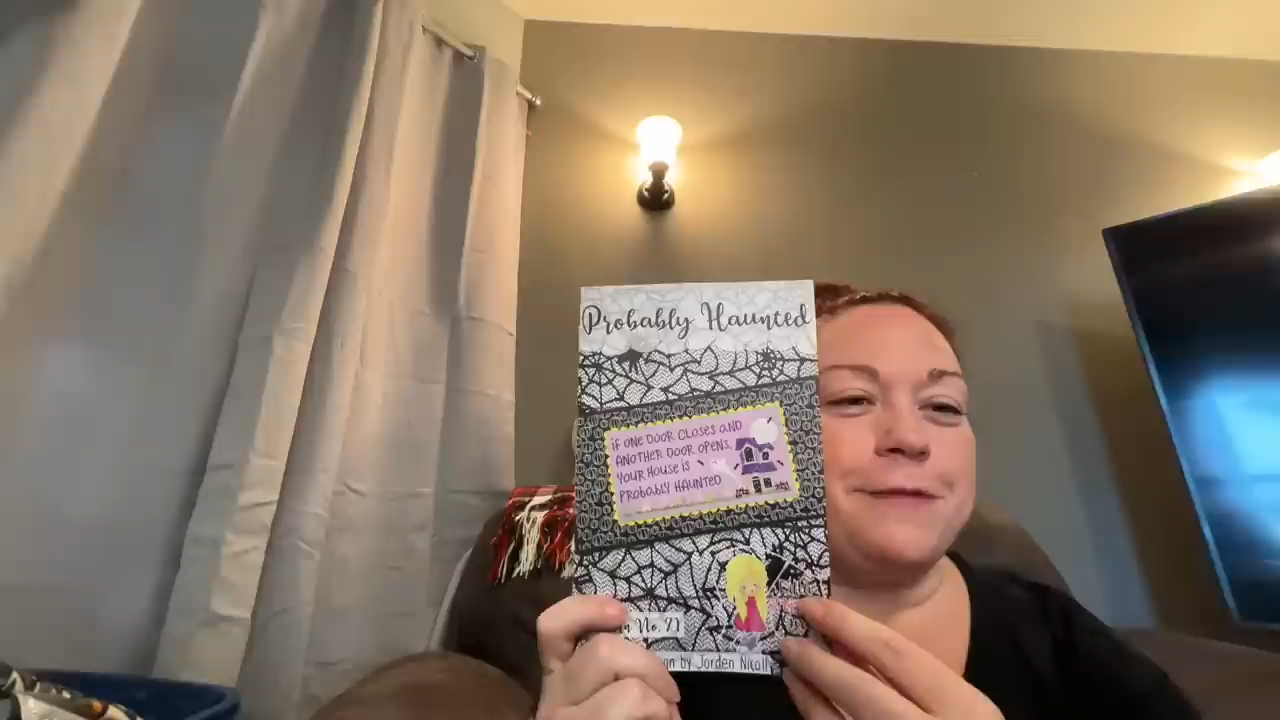 Probably Haunted
IF ONE DOOR CLOSES AND
ANOTHER DOOR OPENS,
YOUR HOUSE IS
PROBABLY HAUNTED
No. 71
by Jorden Nicoll